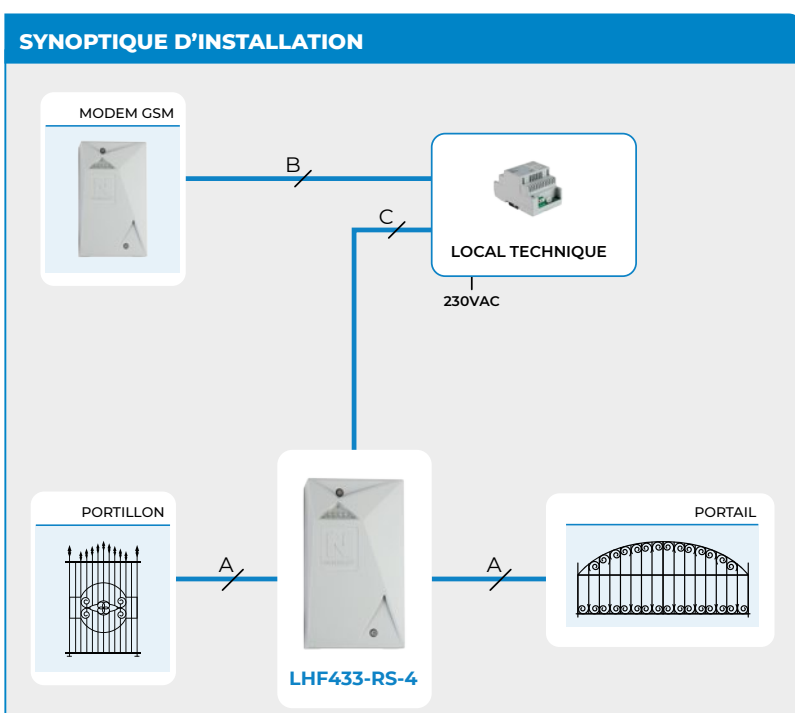 SYNOPTIQUE D'INSTALLATION
MODEM GSM
B
C
LOCAL TECHNIQUE
230VAC
PORTILLON
A
A
PORTAIL
N
LHF433-RS-4